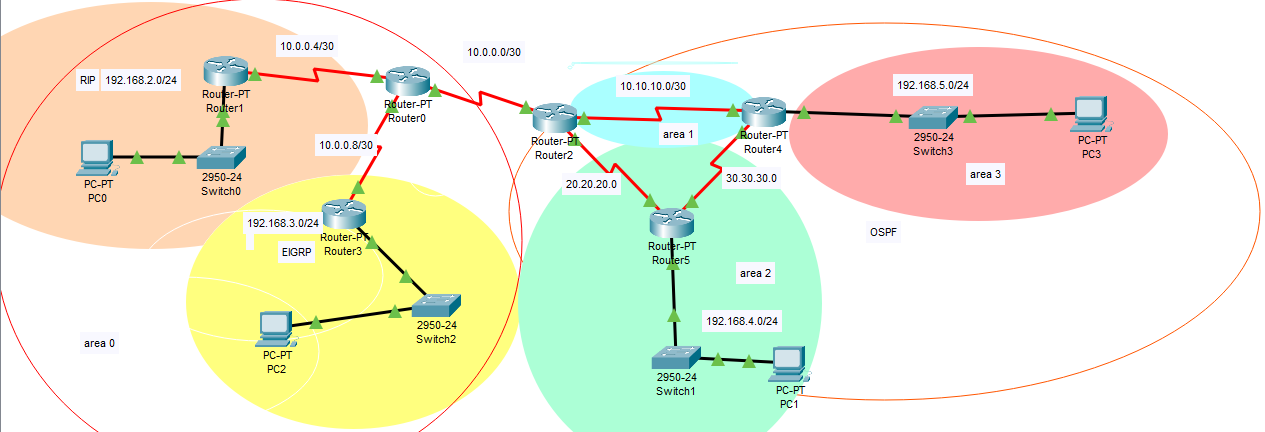 10.0.0.4/30
10.0.0.0/30
RIP
192.168.2.0/24
Router-PT
Router1
Router-PT
Router0
10.10.10.0/30
192.168.5.0/24
Router-PT
Router2
area 1
Router-PT
Router4
2950-24
Switch3
PC-PT
PC3
10.0.0.8/30
PC-PT
PC0
2950-24
Switch0
20.20.20.0
30.30.30.0
area 3
192.168.3.0/24
Router-PT
Router3
EIGRP
Router-PT
Router5
OSPF
area 2
192.168.4.0/24
2950-24
Switch2
area 0
PC-PT
PC2
2950-24
Switch1
PC-PT
PC1